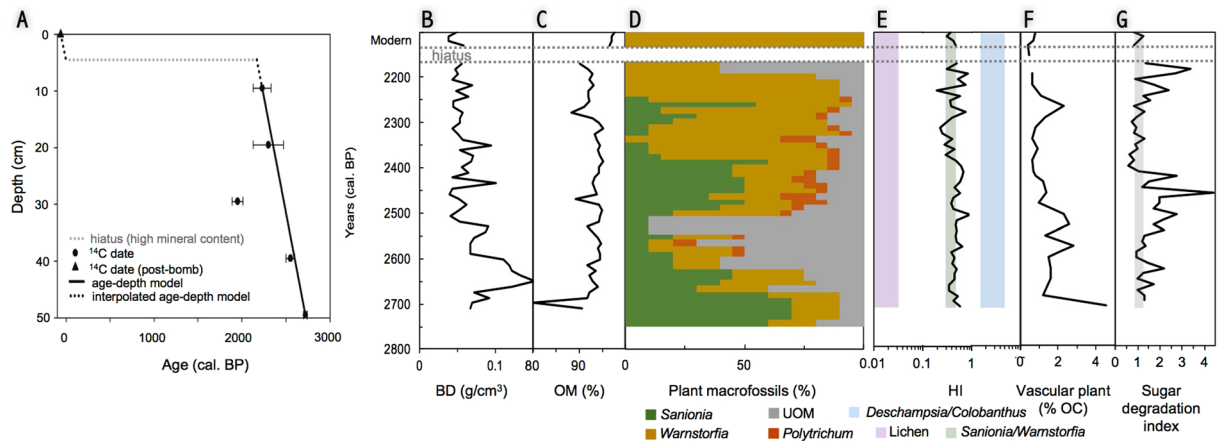 A
B
C
D
E
F
G
0
10
20
30
40
50
Depth (cm)
hiatus (high mineral content)
14C date
14C date (post-bomb)
age-depth model
interpolated age-depth model
0
1000
2000
3000
Age (cal. BP)
Modern
hiatus
2200
2300
2400
2500
2600
2700
2800
Years (cal. BP)
0.1
BD (g/cm³)
80
90
OM (%)
0
50
Plant macrofossils (%)
0.01
0.1
1
HI
0
2
4
Vascular plant
(% OC)
0
1
2
3
4
Sugar
degradation
index
Sanionia
UOM
Deschampsia/Colobanthus
Warnstorfia
Polytrichum
Lichen
Sanionia/Warnstorfia